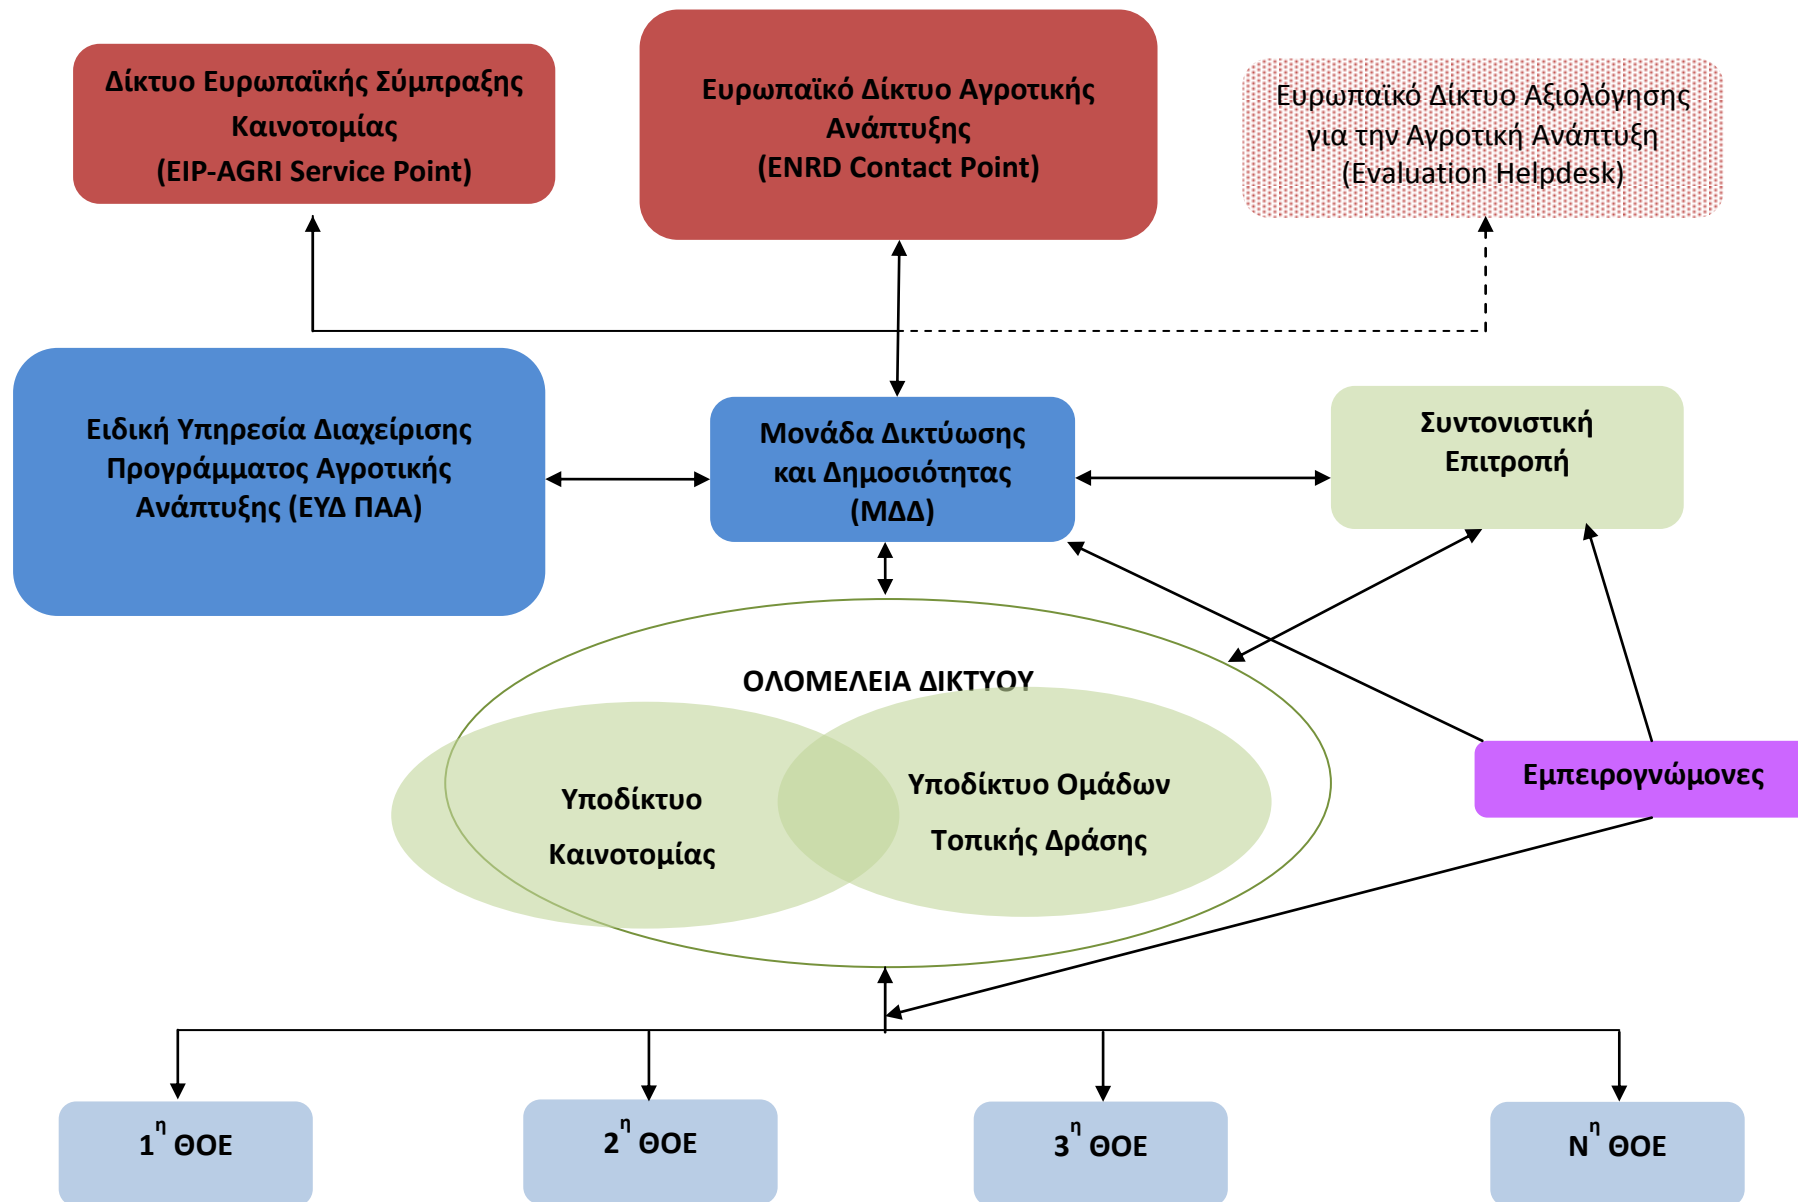 Δίκτυο Ευρωπαϊκής Σύμπραξης
Καινοτομίας
(EIP-AGRI Service Point)
Ευρωπαϊκό Δίκτυο Αγροτικής
Ανάπτυξης
(ENRD Contact Point)
Ευρωπαϊκό Δίκτυο Αξιολόγησης
για την Αγροτική Ανάπτυξη
(Evaluation Helpdesk)
Ειδική Υπηρεσία Διαχείρισης
Προγράμματος Αγροτικής
Ανάπτυξης (ΕΥΔ ΠΑΑ)
Μονάδα Δικτύωσης
και Δημοσιότητας
(ΜΔΔ)
Συντονιστική
Επιτροπή
ΟΛΟΜΕΛΕΙΑ ΔΙΚΤΥΟΥ
Υποδίκτυο
Καινοτομίας
Υποδίκτυο Ομάδων
Τοπικής Δράσης
Εμπειρογνώμονες
1η ΘΟΕ
2η ΘΟΕ
3η ΘΟΕ
Νη ΘΟΕ